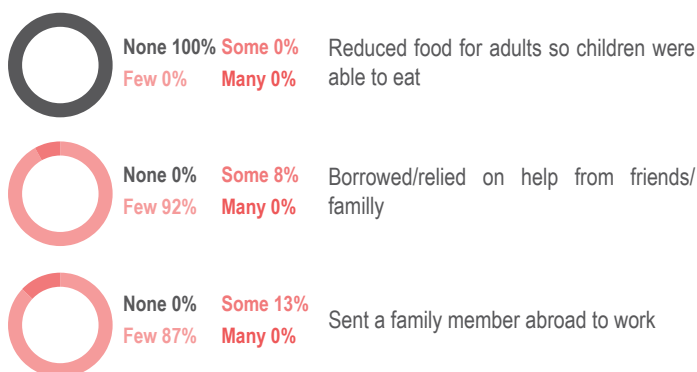 None 100% Some 0%
Few 0% Many 0%
Reduced food for adults so children were
able to eat
None 0% Some 8%
Few 92% Many 0%
Borrowed/relied on help from friends/
familly
None 0% Some 13%
Few 87% Many 0%
Sent a family member abroad to work